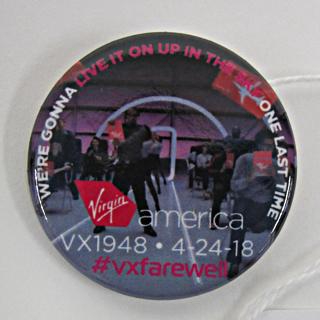 WE'RE GONNA LIVE IT ON UP IN THE SKY ONE LAST TIME
Virgin america
VX1948 • 4-24-18
#vxfarewell